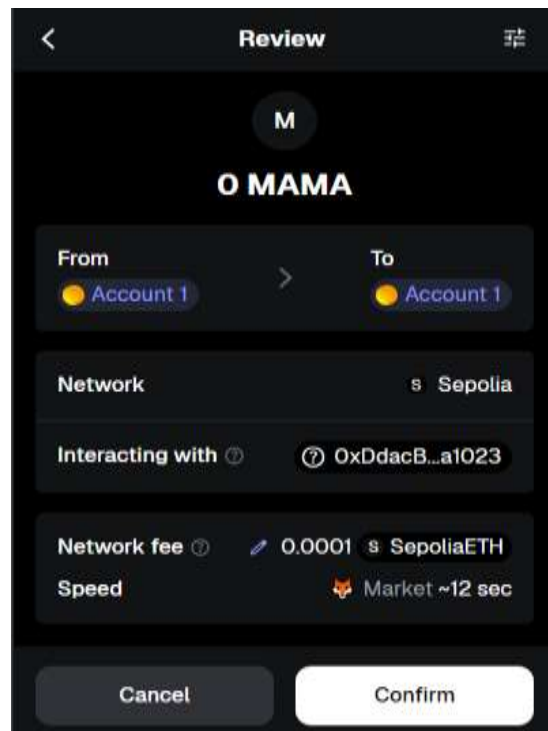 Review
M
0 MAMA
From To
Account 1 > Account 1
Network S Sepolia
Interacting with ? ? 0xDdacB...a1023
Network fee ? 0.0001 S SepoliaETH
Speed Market ~12 sec
Cancel Confirm